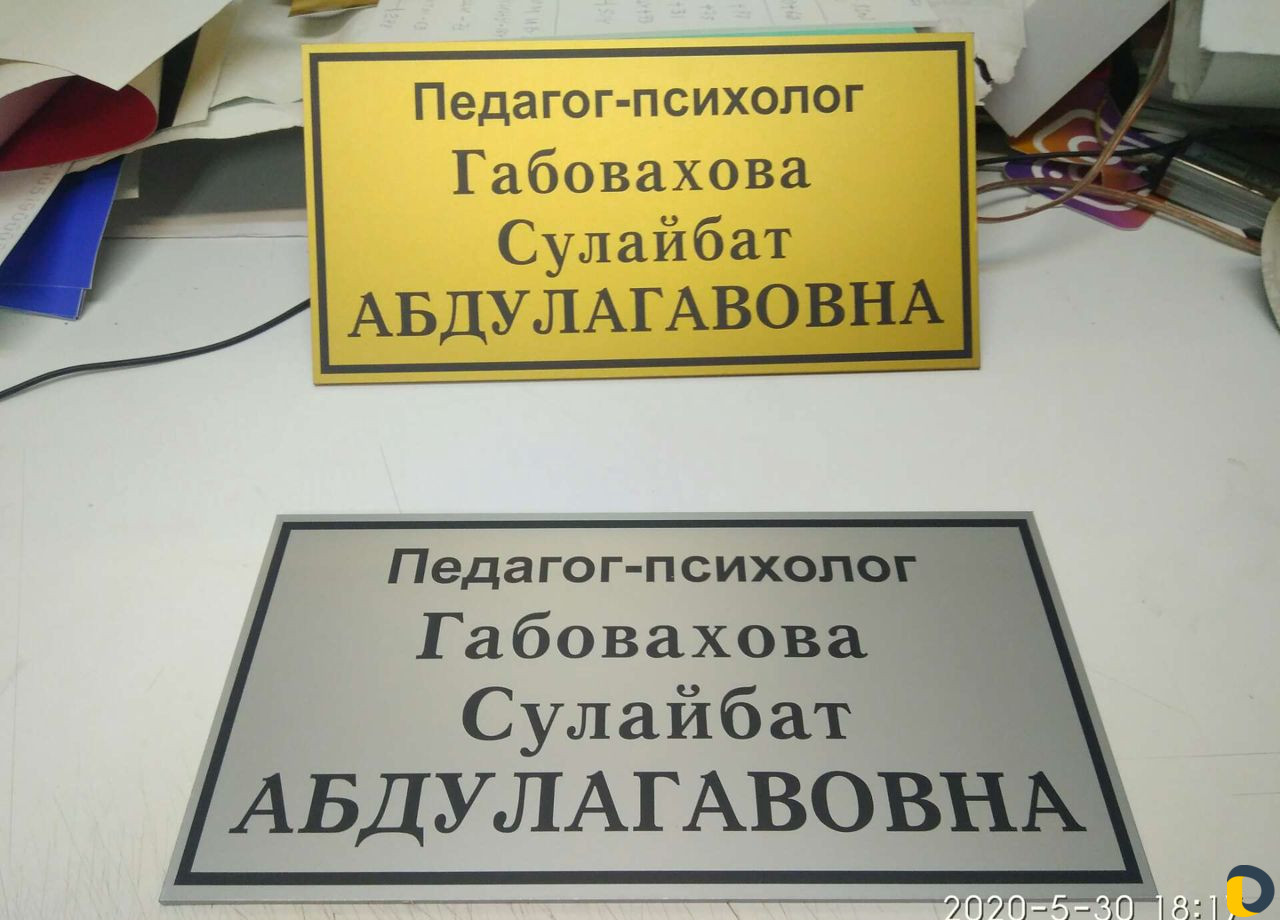 Педагог-психолог
Габовахова
Сулайбат
АБДУЛАГАВОВНА
Педагог-психолог
Габовахова
Сулайбат
АБДУЛАГАВОВНА
2020-5-30